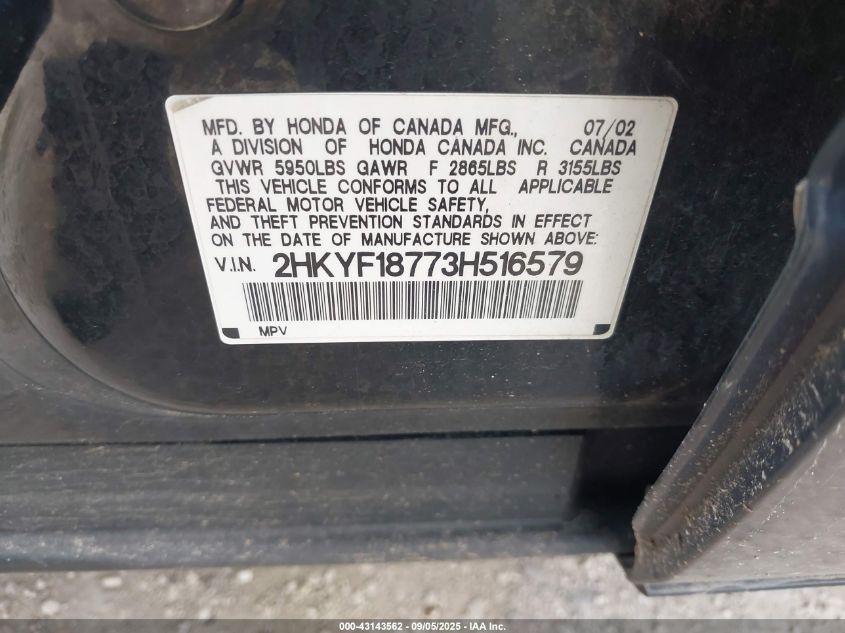 MFD. BY HONDA OF CANADA MFG., 07/02
A DIVISION OF HONDA CANADA INC. CANADA
GVWR 5950LBS GAWR F 2865LBS R 3155LBS
THIS VEHICLE CONFORMS TO ALL APPLICABLE
FEDERAL MOTOR VEHICLE SAFETY,
AND THEFT PREVENTION STANDARDS IN EFFECT
ON THE DATE OF MANUFACTURE SHOWN ABOVE:
V.I.N. 2HKYF18773H516579
MPV
000-43143562 - 09/05/2025 - IAA Inc.